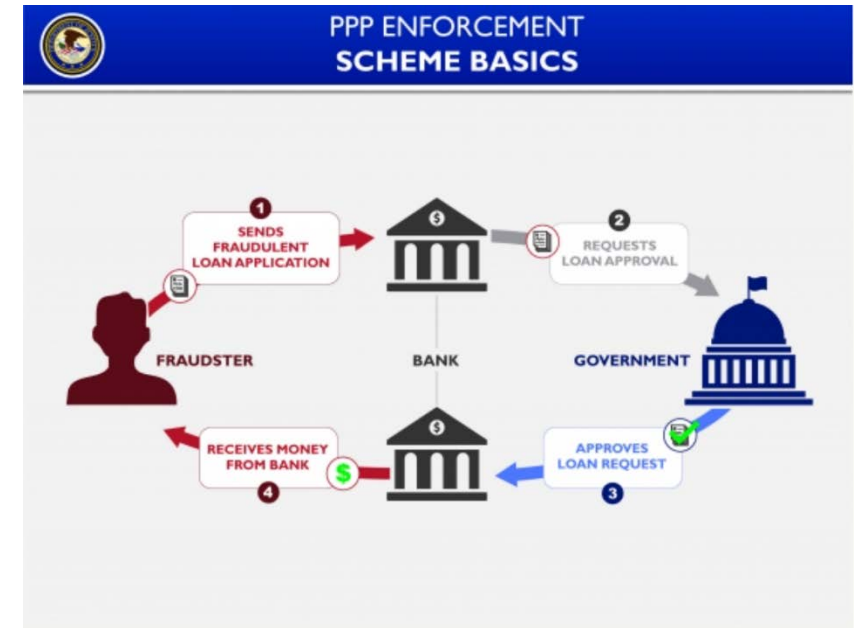 PPP ENFORCEMENT
SCHEME BASICS
1
SENDS
FRAUDULENT
LOAN APPLICATION
$
2
REQUESTS
LOAN APPROVAL
FRAUDSTER
BANK
GOVERNMENT
RECEIVES MONEY
FROM BANK
4
$
$
APPROVES
LOAN REQUEST
3